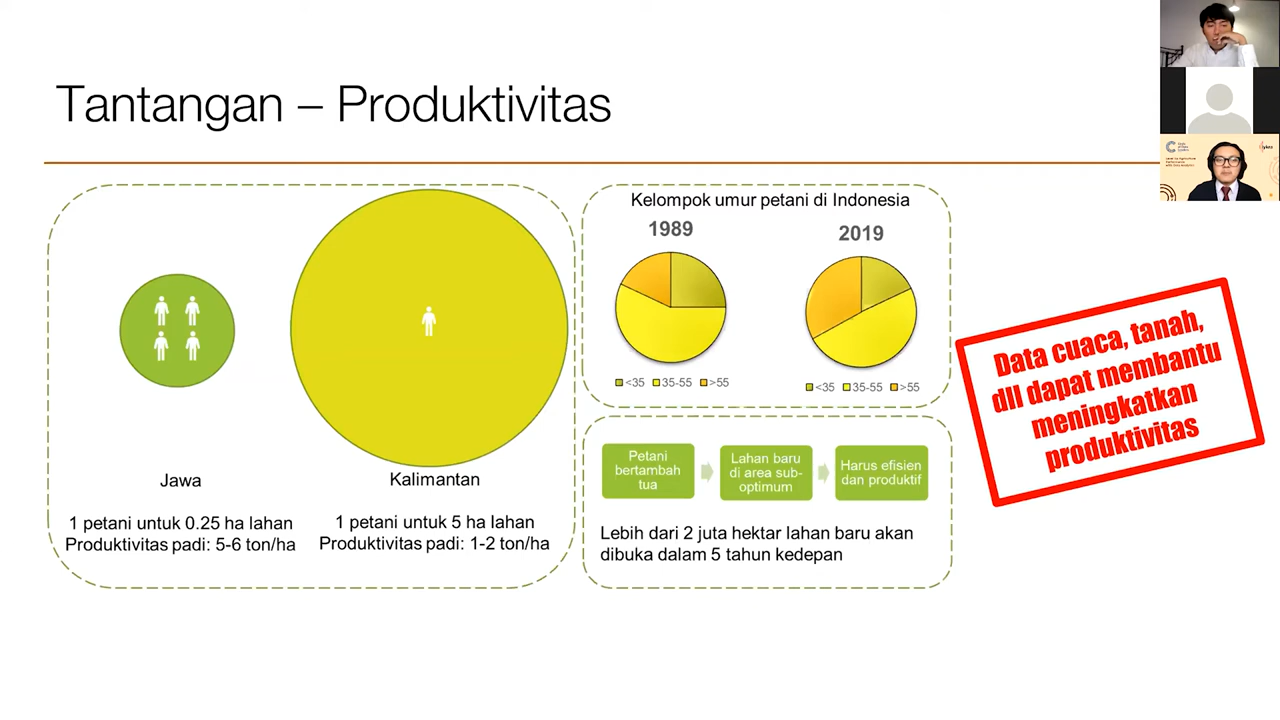 Tantangan – Produktivitas
Jawa
1 petani untuk 0.25 ha lahan
Produktivitas padi: 5-6 ton/ha
Kalimantan
1 petani untuk 5 ha lahan
Produktivitas padi: 1-2 ton/ha
Kelompok umur petani di Indonesia
1989
<35 35-55 >55
2019
<35 35-55 >55
Petani
bertambah
tua
Lahan baru
di area sub-
optimum
Harus efisien
dan produktif
Lebih dari 2 juta hektar lahan baru akan
dibuka dalam 5 tahun kedepan
Data cuaca, tanah,
dll dapat membantu
meningkatkan
produktivitas